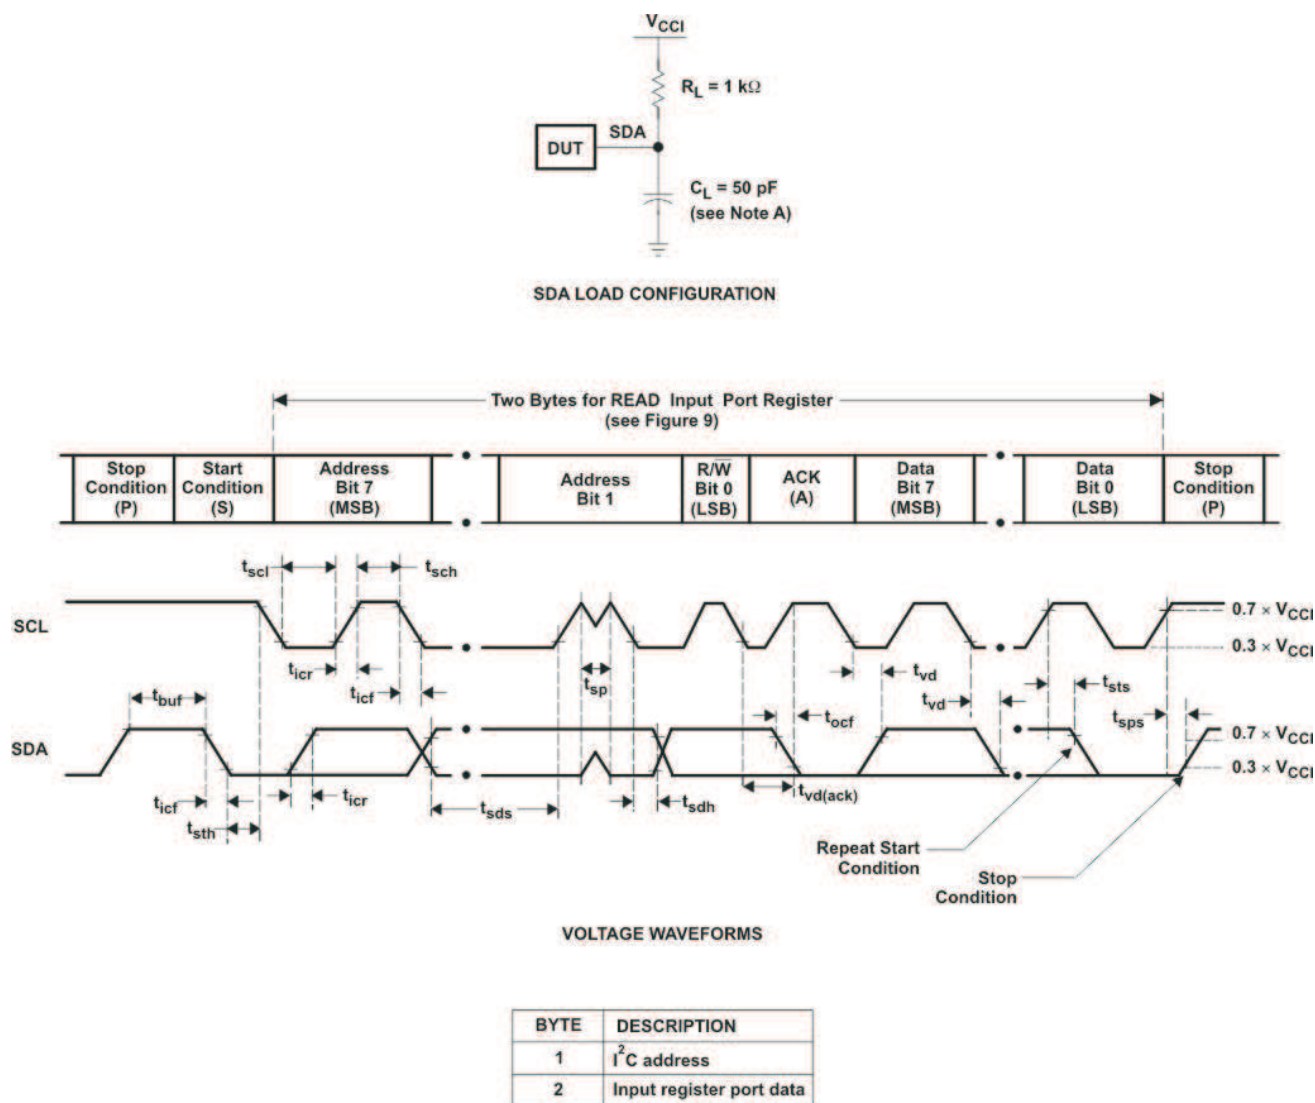 VCCI
RL = 1 kΩ
DUT
SDA
CL = 50 pF
(see Note A)
SDA LOAD CONFIGURATION
Two Bytes for READ Input Port Register
(see Figure 9)
Stop
Condition
(P)
Start
Condition
(S)
Address
Bit 7
(MSB)
Address
Bit 1
R/W̅
Bit 0
(LSB)
ACK
(A)
Data
Bit 7
(MSB)
Data
Bit 0
(LSB)
Stop
Condition
(P)
tscl
tsch
SCL
0.7 × VCCI
0.3 × VCCI
ticr
ticf
tsp
tvd
tvd
tsts
tbuf
tocf
tsps
SDA
0.7 × VCCI
0.3 × VCCI
ticf
ticr
tsth
tsds
tsdh
tvd(ack)
Repeat Start
Condition
Stop
Condition
VOLTAGE WAVEFORMS
BYTE DESCRIPTION
1 I²C address
2 Input register port data